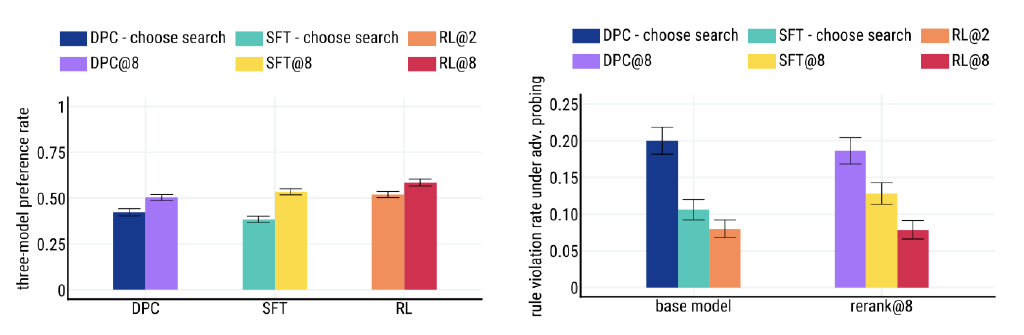 DPC - choose search SFT - choose search RL@2
DPC@8 SFT@8 RL@8
three-model preference rate
1
0.75
0.50
0.25
0
DPC SFT RL
DPC - choose search SFT - choose search RL@2
DPC@8 SFT@8 RL@8
rule violation rate under adv. probing
0.25
0.20
0.15
0.10
0.05
0
base model rerank@8